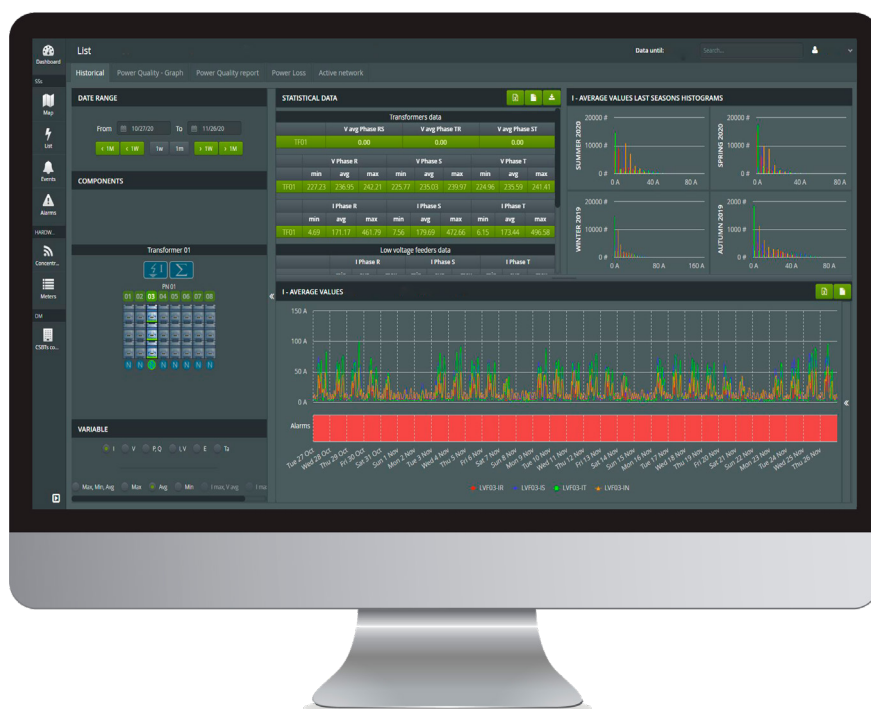 List
Data until:
Search...
Dashboard
SSs
Map
List
Events
Alarms
HARDW...
Concentr...
Meters
DM
Historical Power Quality - Graph Power Quality report Power Loss Active network
DATE RANGE
From 10/27/20 To 11/26/20
< 1M < 1W 1w 1m > 1W > 1M
COMPONENTS
Transformer 01
PN 01
01 02 03 04 05 06 07 08
N N N N N N N N
VARIABLE
I V P, Q I,V E Ta
Max, Min, Avg Max Avg Min I max, V avg
STATISTICAL DATA
Transformers data
V avg Phase RS V avg Phase TR V avg Phase ST
TF01 0.00 0.00 0.00
V Phase R V Phase S V Phase T
min avg max min avg max min avg max
TF01 227.23 236.95 242.21 225.77 235.03 239.97 224.96 235.59 241.41
I Phase R I Phase S I Phase T
min avg max min avg max min avg max
TF01 4.69 171.17 461.79 7.56 179.69 472.66 6.15 173.44 496.58
Low voltage feeders data
I Phase R I Phase S I Phase T
I - AVERAGE VALUES LAST SEASONS HISTOGRAMS
SUMMER 2020
20000 #
10000 #
0 #
0 A 40 A 80 A
SPRING 2020
20000 #
10000 #
0 #
0 A 40 A 80 A
WINTER 2019
20000 #
10000 #
0 #
0 A 80 A 160 A
AUTUMN 2019
2000 #
1000 #
0 #
0 A 40 A 80 A
I - AVERAGE VALUES
150 A
100 A
50 A
0 A
Alarms
Tue 27 Oct
Wed 28 Oct
Thu 29 Oct
Fri 30 Oct
Sat 31 Oct
Sun 1 Nov
Mon 2 Nov
Tue 3 Nov
Wed 4 Nov
Thu 5 Nov
Fri 6 Nov
Sat 7 Nov
Sun 8 Nov
Mon 9 Nov
Tue 10 Nov
Wed 11 Nov
Thu 12 Nov
Fri 13 Nov
Sat 14 Nov
Sun 15 Nov
Mon 16 Nov
Tue 17 Nov
Wed 18 Nov
Thu 19 Nov
Fri 20 Nov
Sat 21 Nov
Sun 22 Nov
Mon 23 Nov
Tue 24 Nov
Wed 25 Nov
Thu 26 Nov
LVF03-IR LVF03-IS LVF03-IT LVF03-IN